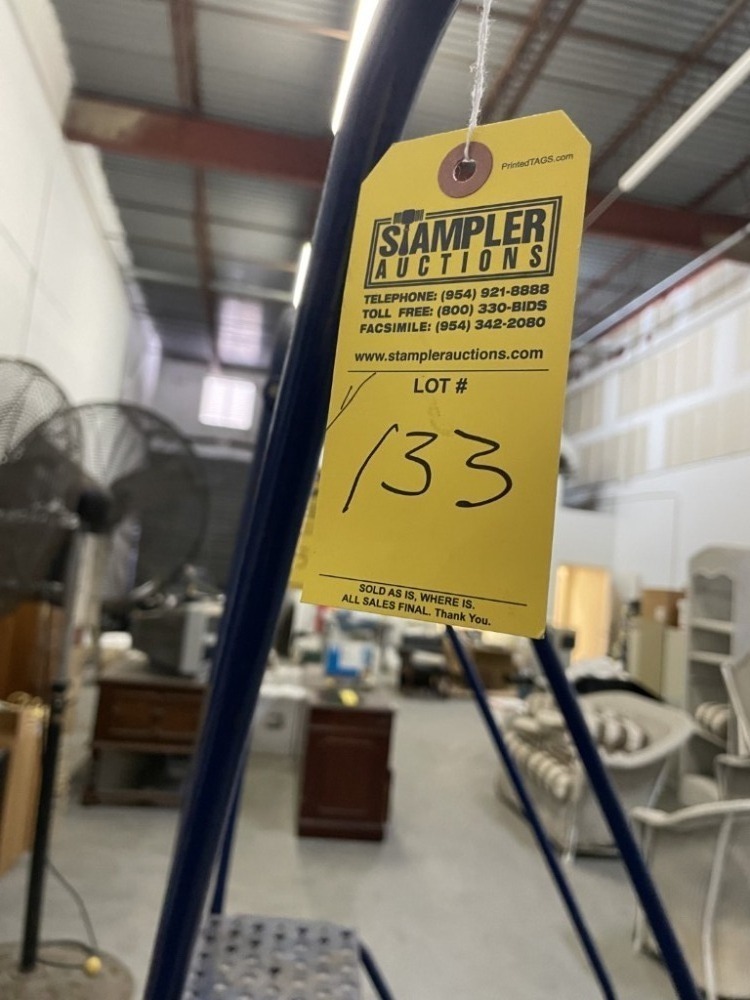 PrintedTAGS.com
STAMPLER
AUCTIONS
TELEPHONE: (954) 921-8888
TOLL FREE: (800) 330-BIDS
FACSIMILE: (954) 342-2080
www.stamplerauctions.com
LOT #
133
SOLD AS IS, WHERE IS.
ALL SALES FINAL. Thank You.